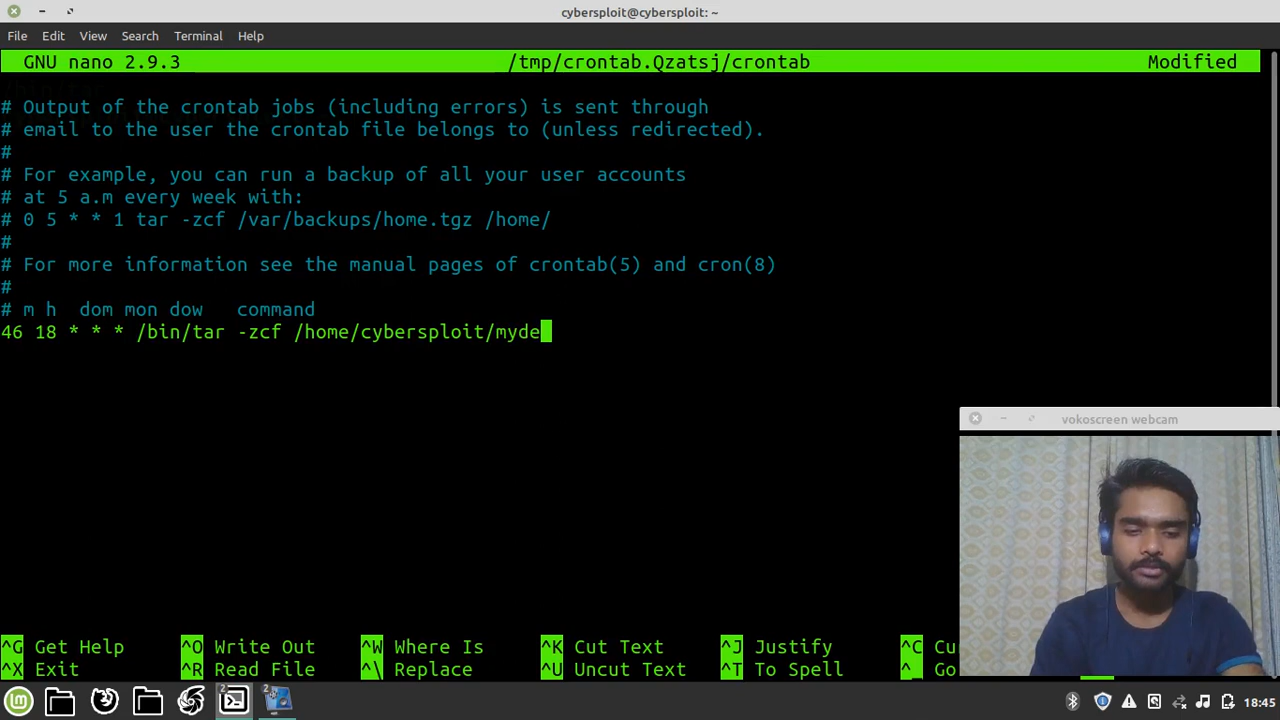 cybersploit@cybersploit: ~
File Edit View Search Terminal Help
GNU nano 2.9.3 /tmp/crontab.Qzatsj/crontab Modified
# Output of the crontab jobs (including errors) is sent through
# email to the user the crontab file belongs to (unless redirected).
#
# For example, you can run a backup of all your user accounts
# at 5 a.m every week with:
# 0 5 * * 1 tar -zcf /var/backups/home.tgz /home/
#
# For more information see the manual pages of crontab(5) and cron(8)
#
# m h  dom mon dow   command
46 18 * * * /bin/tar -zcf /home/cybersploit/myde
vokoscreen webcam
^G Get Help ^O Write Out ^W Where Is ^K Cut Text ^J Justify ^C Cu
^X Exit ^R Read File ^\ Replace ^U Uncut Text ^T To Spell ^_ Go
2 2 18:45